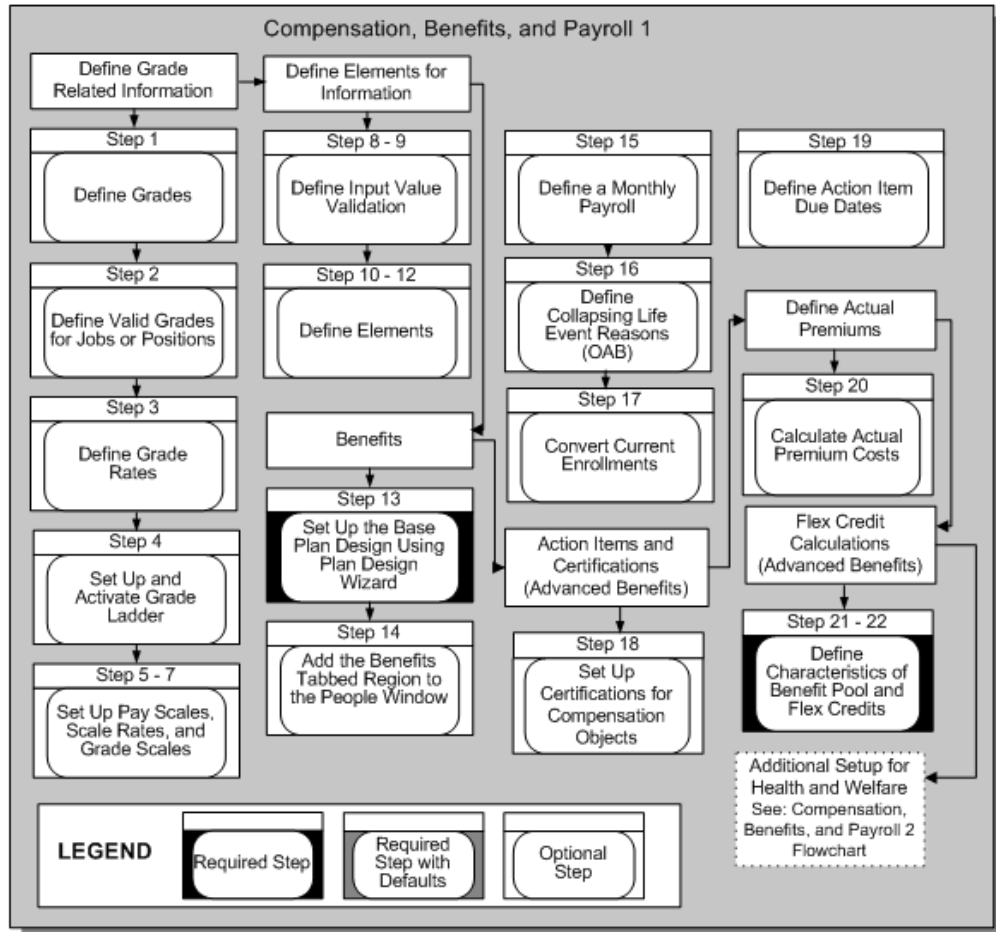 Compensation, Benefits, and Payroll 1
Define Grade
Related Information
Step 1
Define Grades
Step 2
Define Valid Grades
for Jobs or Positions
Step 3
Define Grade
Rates
Step 4
Set Up and
Activate Grade
Ladder
Step 5 - 7
Set Up Pay Scales,
Scale Rates, and
Grade Scales
Define Elements for
Information
Step 8 - 9
Define Input Value
Validation
Step 10 - 12
Define Elements
Benefits
Step 13
Set Up the Base
Plan Design Using
Plan Design
Wizard
Step 14
Add the Benefits
Tabbed Region to
the People Window
Step 15
Define a Monthly
Payroll
Step 16
Define
Collapsing Life
Event Reasons
(OAB)
Step 17
Convert Current
Enrollments
Action Items and
Certifications
(Advanced Benefits)
Step 18
Set Up
Certifications for
Compensation
Objects
Step 19
Define Action Item
Due Dates
Define Actual
Premiums
Step 20
Calculate Actual
Premium Costs
Flex Credit
Calculations
(Advanced Benefits)
Step 21 - 22
Define
Characteristics of
Benefit Pool and
Flex Credits
Additional Setup for
Health and Welfare
See: Compensation,
Benefits, and Payroll 2
Flowchart
LEGEND
Required Step
Required
Step with
Defaults
Optional
Step